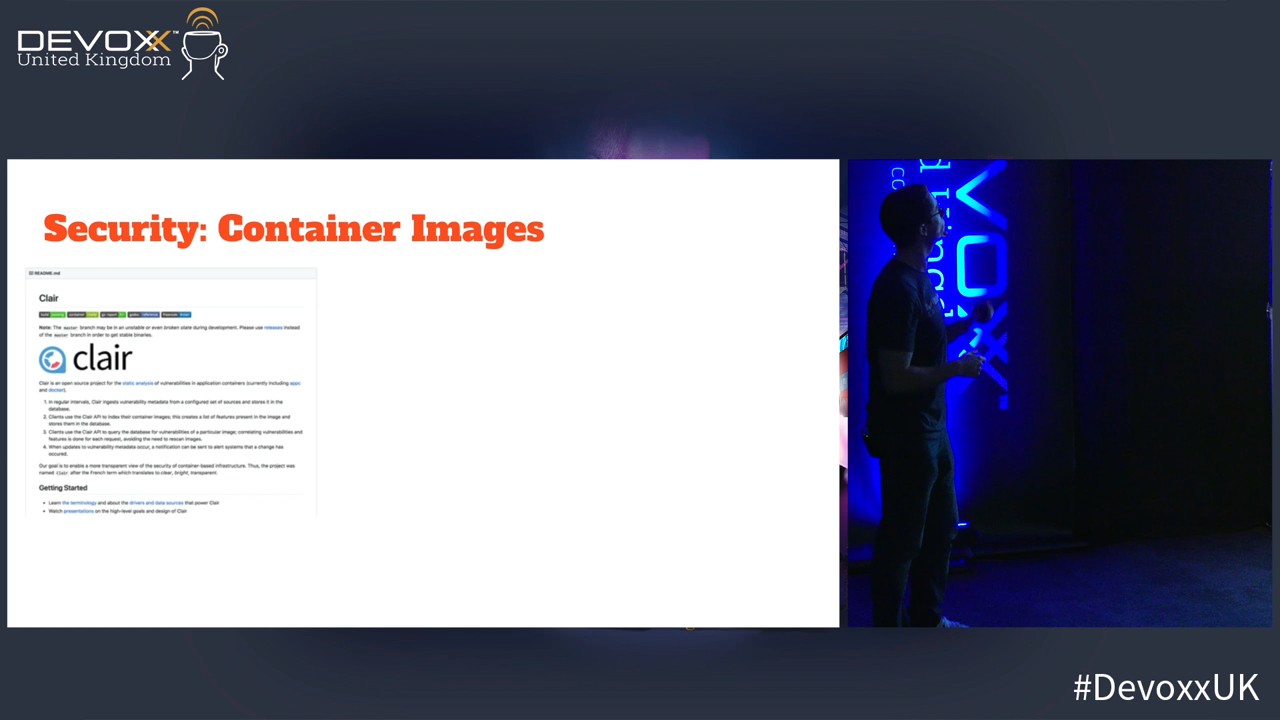 DEVOXX™
United Kingdom
Security: Container Images
README.md
Clair
Note: The master branch may be in an unstable or even broken state during development. Please use releases instead
of the master branch in order to get stable binaries.
clair
Clair is an open source project for the static analysis of vulnerabilities in application containers (currently including appc
and docker).
1. In regular intervals, Clair ingests vulnerability metadata from a configured set of sources and stores it in the
database.
2. Clients use the Clair API to index their container images; this creates a list of features present in the image and
stores them in the database.
3. Clients use the Clair API to query the database for vulnerabilities of a particular image; correlating vulnerabilities and
features is done for each request, avoiding the need to rescan images.
4. When updates to vulnerability metadata occur, a notification can be sent to alert systems that a change has
occured.
Our goal is to enable a more transparent view of the security of container-based infrastructure. Thus, the project was
named Clair after the French term which translates to clear, bright, transparent.
Getting Started
• Learn the terminology and about the drivers and data sources that power Clair
• Watch presentations on the high-level goals and design of Clair
#DevoxxUK